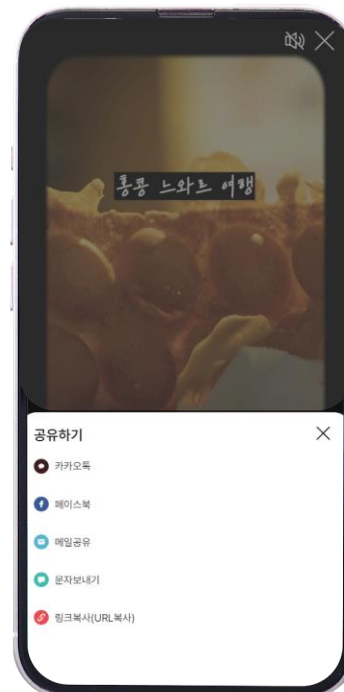 홍콩 느와르 여행
공유하기
카카오톡
페이스북
메일공유
문자보내기
링크복사(URL복사)